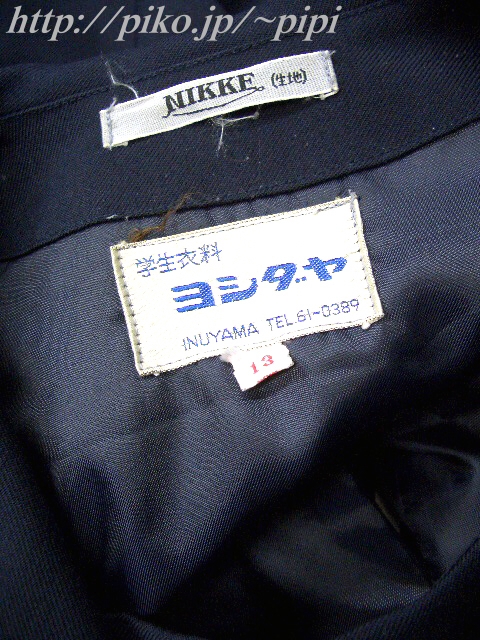 http://piko.jp/~pipi
NIKKE (生地)
学生衣料
ヨシダヤ
INUYAMA TEL.61-0389
13